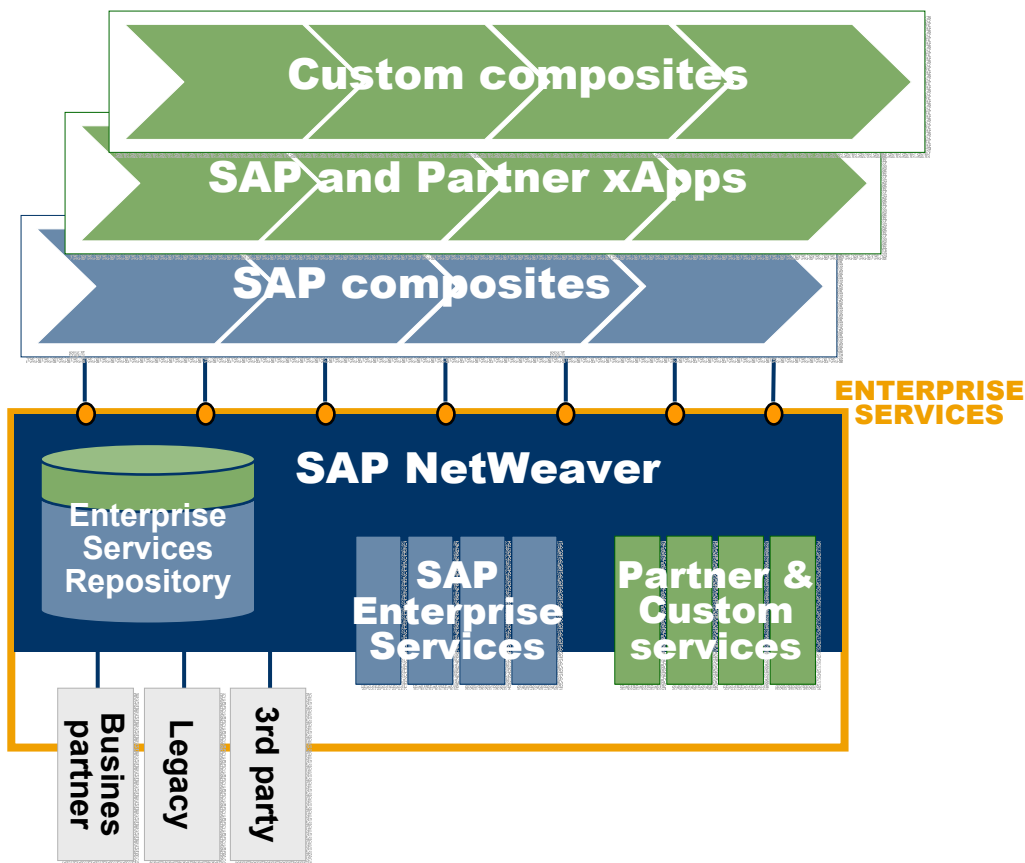 Custom composites
SAP and Partner xApps
SAP composites
ENTERPRISE
SERVICES
SAP NetWeaver
Enterprise
Services
Repository
SAP
Enterprise
Services
Partner &
Custom
services
Busines
partner
Legacy
3rd party